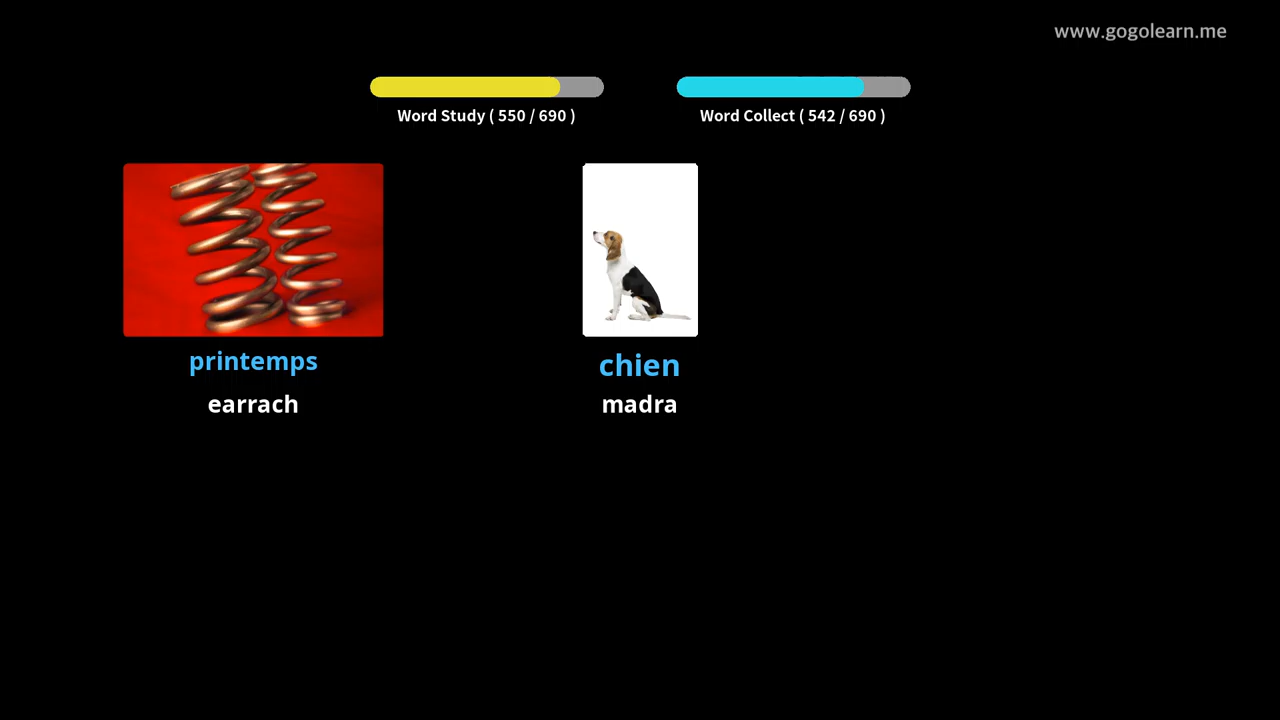 www.gogolearn.me
Word Study ( 550 / 690 )
Word Collect ( 542 / 690 )
printemps
earrach
chien
madra